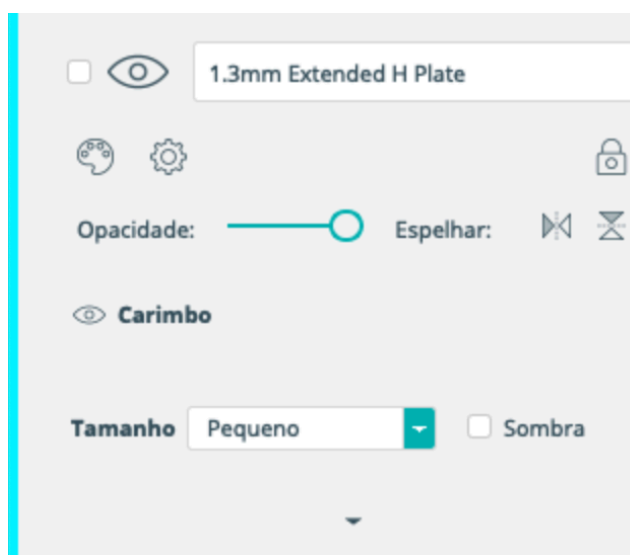 1.3mm Extended H Plate
Opacidade: Espelhar:
Carimbo
Tamanho Pequeno Sombra